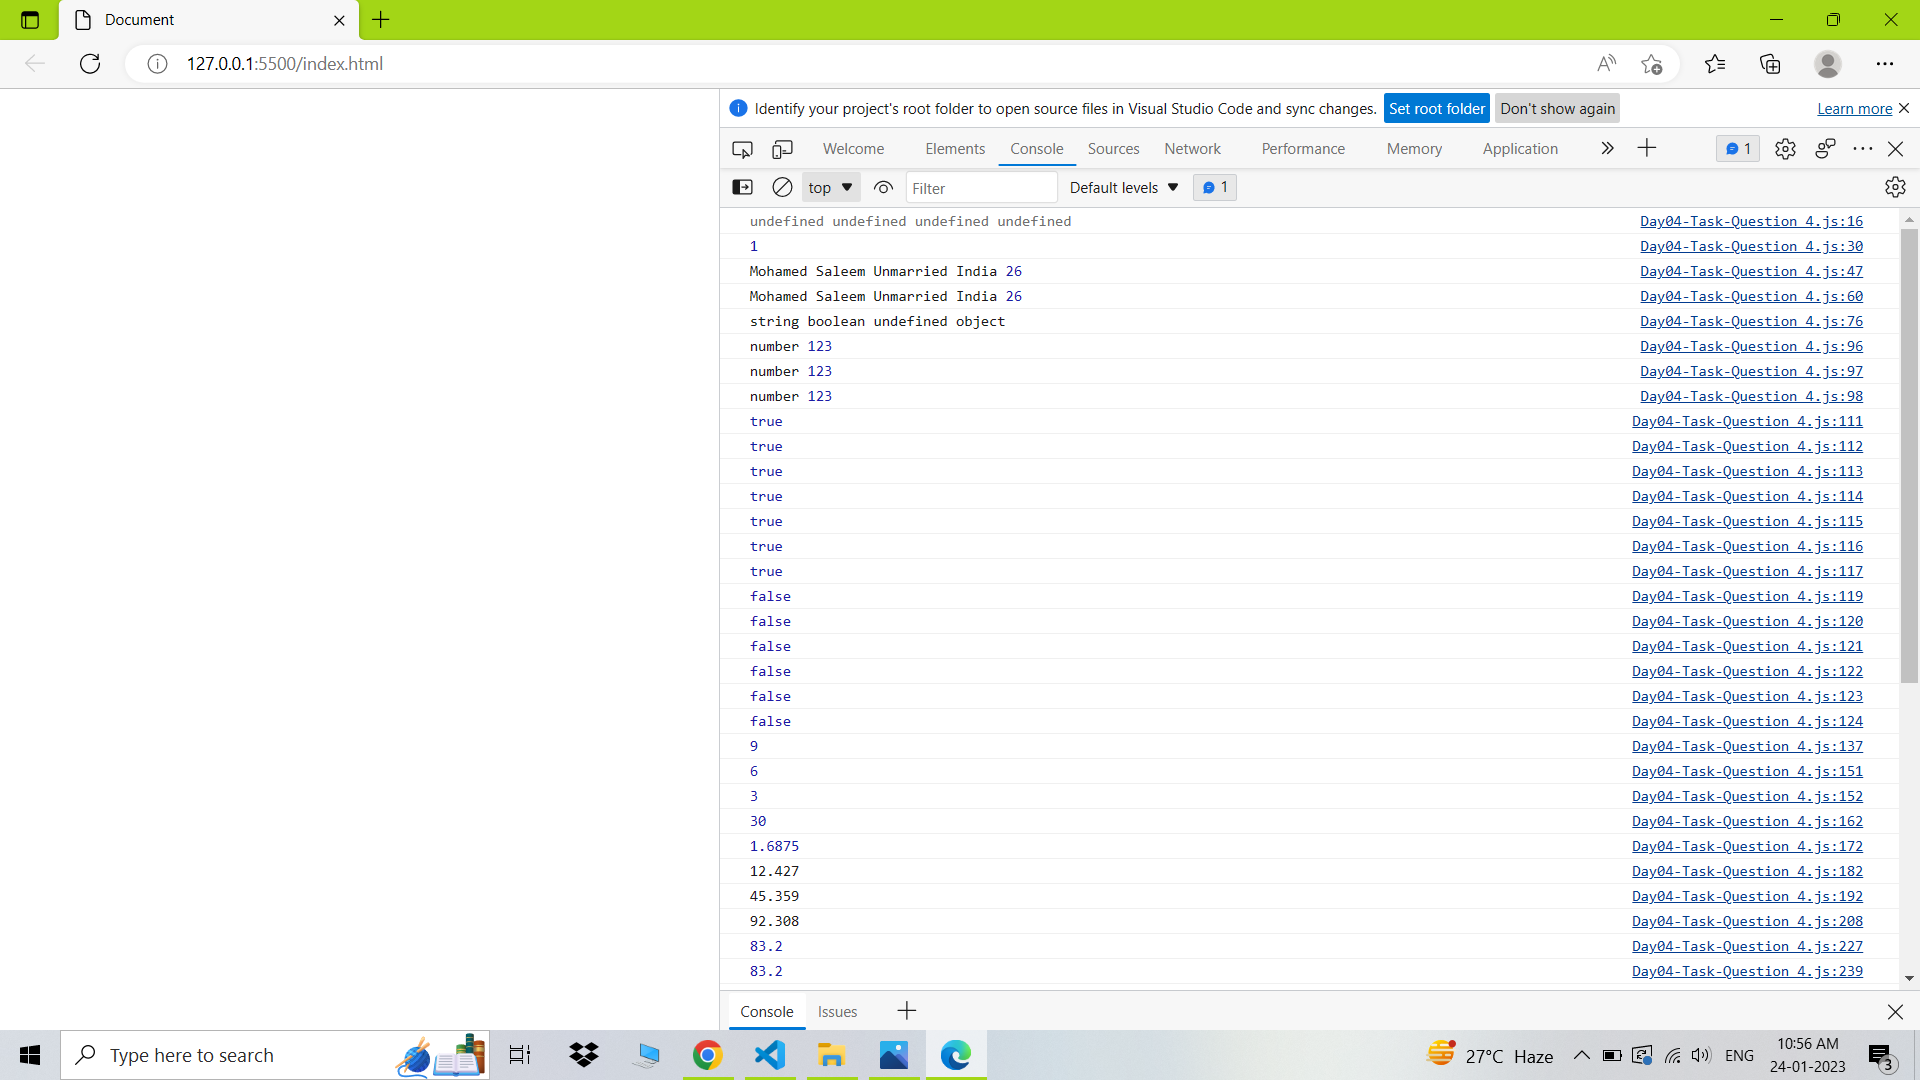 Document
127.0.0.1:5500/index.html
Identify your project's root folder to open source files in Visual Studio Code and sync changes. Set root folder Don't show again Learn more
Welcome Elements Console Sources Network Performance Memory Application 1
top Filter Default levels 1
undefined undefined undefined undefined Day04-Task-Question 4.js:16
1 Day04-Task-Question 4.js:30
Mohamed Saleem Unmarried India 26 Day04-Task-Question 4.js:47
Mohamed Saleem Unmarried India 26 Day04-Task-Question 4.js:60
string boolean undefined object Day04-Task-Question 4.js:76
number 123 Day04-Task-Question 4.js:96
number 123 Day04-Task-Question 4.js:97
number 123 Day04-Task-Question 4.js:98
true Day04-Task-Question 4.js:111
true Day04-Task-Question 4.js:112
true Day04-Task-Question 4.js:113
true Day04-Task-Question 4.js:114
true Day04-Task-Question 4.js:115
true Day04-Task-Question 4.js:116
true Day04-Task-Question 4.js:117
false Day04-Task-Question 4.js:119
false Day04-Task-Question 4.js:120
false Day04-Task-Question 4.js:121
false Day04-Task-Question 4.js:122
false Day04-Task-Question 4.js:123
false Day04-Task-Question 4.js:124
9 Day04-Task-Question 4.js:137
6 Day04-Task-Question 4.js:151
3 Day04-Task-Question 4.js:152
30 Day04-Task-Question 4.js:162
1.6875 Day04-Task-Question 4.js:172
12.427 Day04-Task-Question 4.js:182
45.359 Day04-Task-Question 4.js:192
92.308 Day04-Task-Question 4.js:208
83.2 Day04-Task-Question 4.js:227
83.2 Day04-Task-Question 4.js:239
Console Issues
Type here to search 27°C Haze ENG 10:56 AM
24-01-2023 3